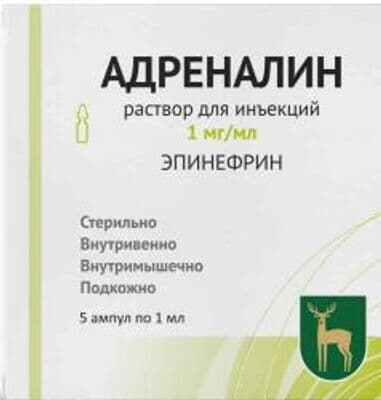 АДРЕНАЛИН
раствор для инъекций
1 мг/мл
ЭПИНЕФРИН
Стерильно
Внутривенно
Внутримышечно
Подкожно
5 ампул по 1 мл